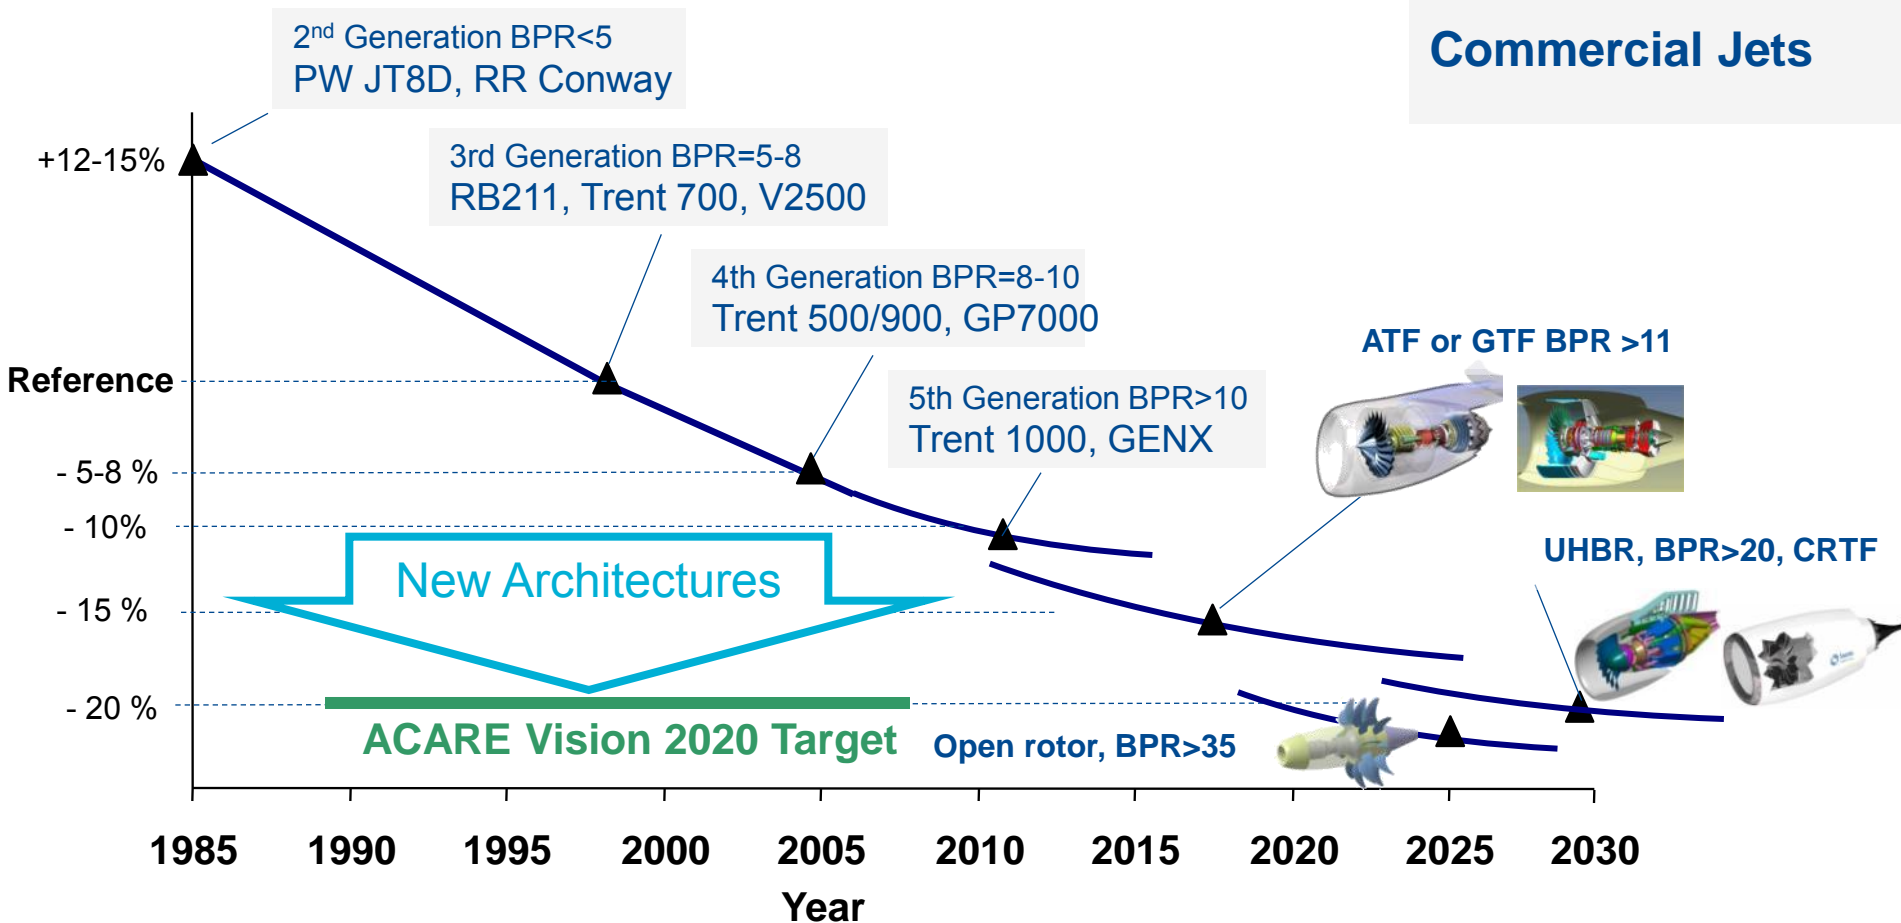 Commercial Jets
2nd Generation BPR<5
PW JT8D, RR Conway
3rd Generation BPR=5-8
RB211, Trent 700, V2500
4th Generation BPR=8-10
Trent 500/900, GP7000
5th Generation BPR>10
Trent 1000, GENX
ATF or GTF BPR >11
UHBR, BPR>20, CRTF
Open rotor, BPR>35
+12-15%
Reference
- 5-8 %
- 10%
- 15 %
- 20 %
New Architectures
ACARE Vision 2020 Target
1985 1990 1995 2000 2005 2010 2015 2020 2025 2030
Year